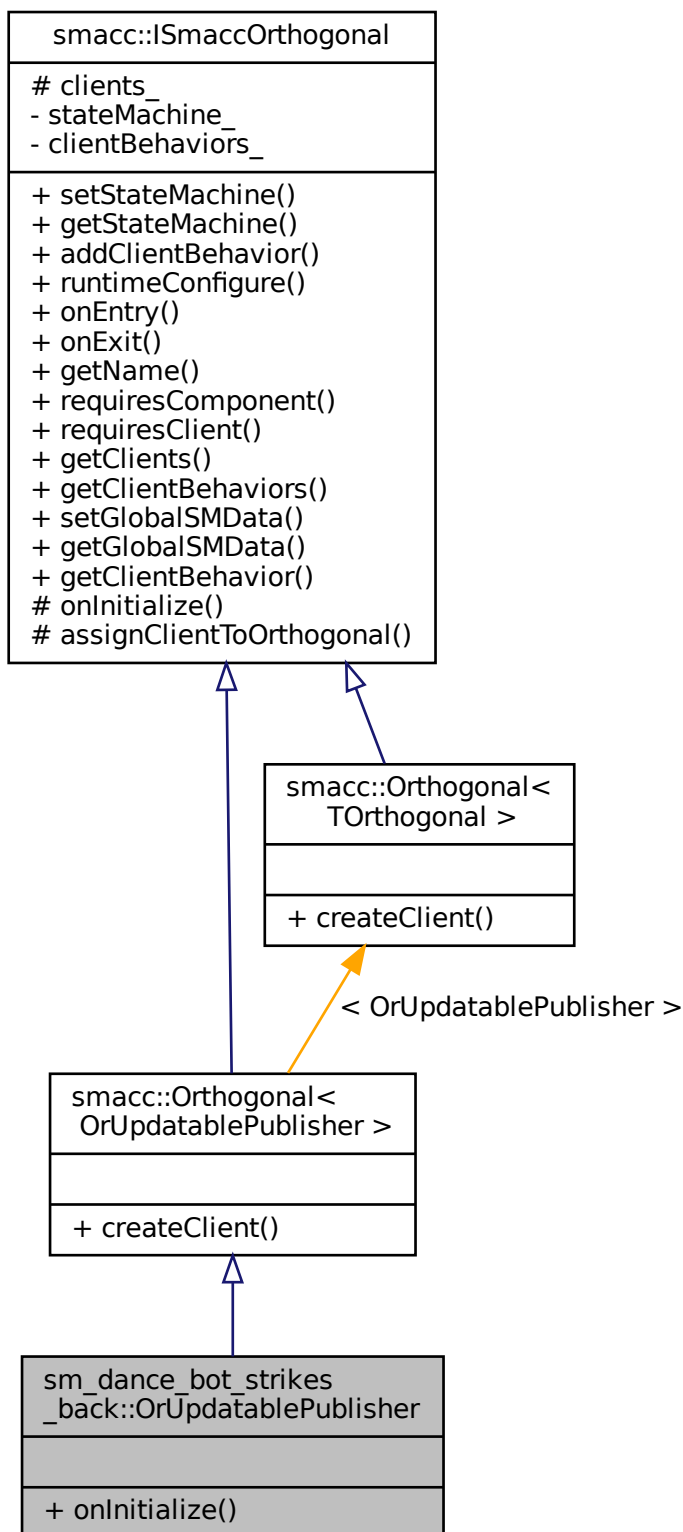 smacc::ISmaccOrthogonal
# clients_
- stateMachine_
- clientBehaviors_
+ setStateMachine()
+ getStateMachine()
+ addClientBehavior()
+ runtimeConfigure()
+ onEntry()
+ onExit()
+ getName()
+ requiresComponent()
+ requiresClient()
+ getClients()
+ getClientBehaviors()
+ setGlobalSMData()
+ getGlobalSMData()
+ getClientBehavior()
# onInitialize()
# assignClientToOrthogonal()
smacc::Orthogonal<
TOrthogonal >
+ createClient()
< OrUpdatablePublisher >
smacc::Orthogonal<
OrUpdatablePublisher >
+ createClient()
sm_dance_bot_strikes
_back::OrUpdatablePublisher
+ onInitialize()